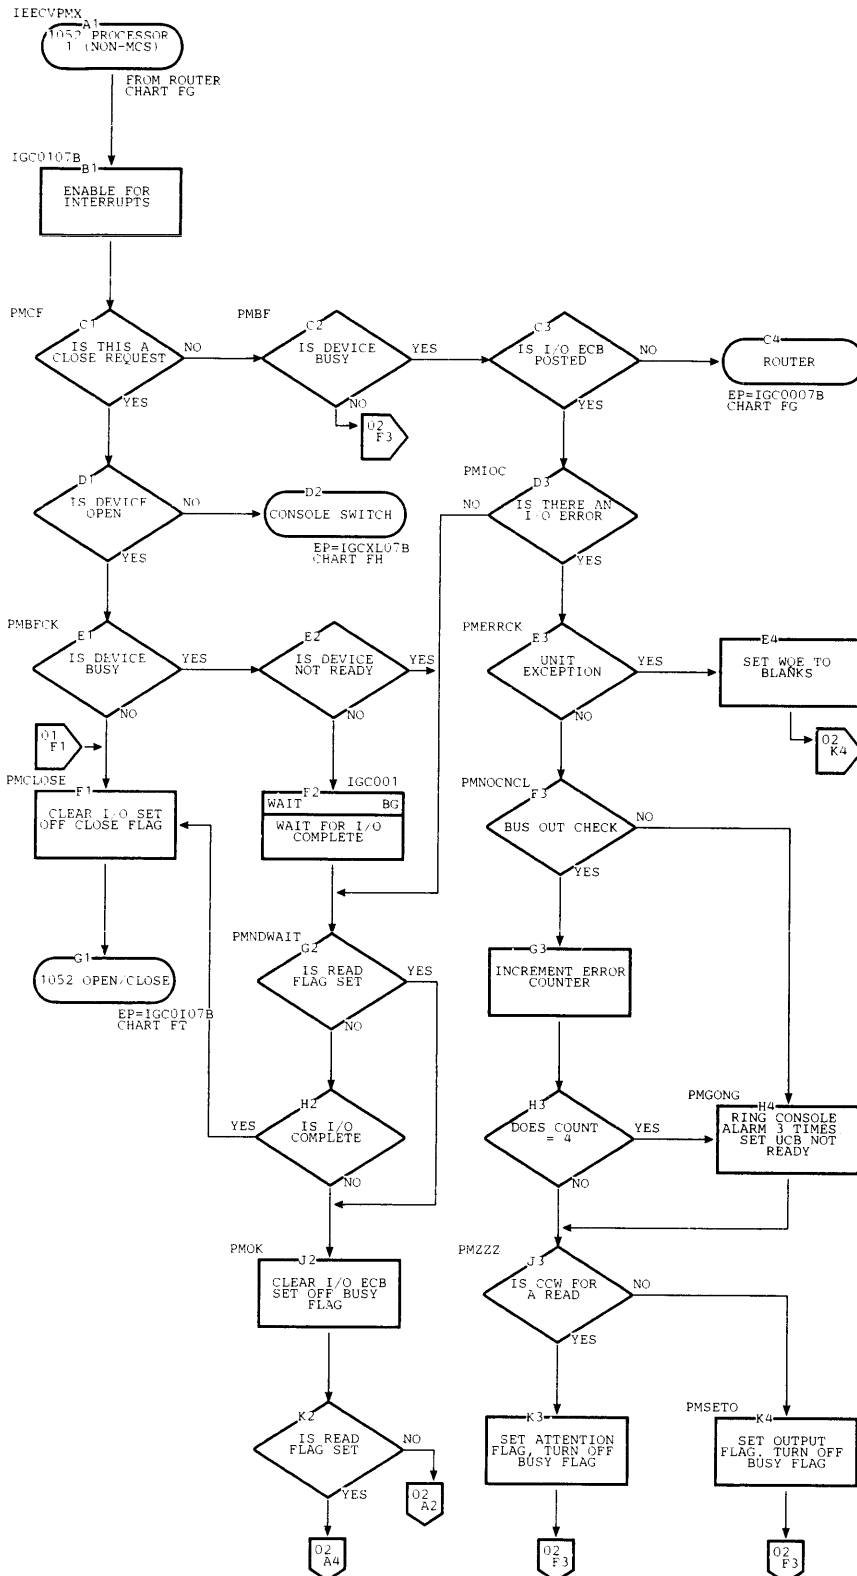 IEECVPMX
A1
1052 PROCESSOR
1 (NON-MCS)
FROM ROUTER
CHART FG
IGC0107B
B1
ENABLE FOR
INTERRUPTS
PMCF
C1
IS THIS A
CLOSE REQUEST
NO
YES
PMBF
C2
IS DEVICE
BUSY
YES
NO
02
F3
C3
IS I/O ECB
POSTED
NO
YES
C4
ROUTER
EP=IGC0007B
CHART FG
D1
IS DEVICE
OPEN
NO
YES
D2
CONSOLE SWITCH
EP=IGCXL07B
CHART FH
PMIOC
D3
NO
IS THERE AN
I/O ERROR
YES
PMBFCK
E1
IS DEVICE
BUSY
YES
NO
E2
IS DEVICE
NOT READY
YES
NO
PMERRCK
E3
UNIT
EXCEPTION
YES
NO
E4
SET WQE TO
BLANKS
02
K4
01
F1
PMCLOSE
F1
CLEAR I/O SET
OFF CLOSE FLAG
IGC001
F2
WAIT BG
WAIT FOR I/O
COMPLETE
PMNOCNCL
F3
BUS OUT CHECK
NO
YES
G1
1052 OPEN/CLOSE
EP=IGC0I07B
CHART FT
PMNDWAIT
G2
IS READ
FLAG SET
YES
NO
G3
INCREMENT ERROR
COUNTER
H2
YES
IS I/O
COMPLETE
NO
H3
DOES COUNT
= 4
YES
NO
PMGONG
H4
RING CONSOLE
ALARM 3 TIMES
SET UCB NOT
READY
PMOK
J2
CLEAR I/O ECB
SET OFF BUSY
FLAG
PMZZZ
J3
IS CCW FOR
A READ
NO
YES
K2
IS READ
FLAG SET
NO
YES
02
A2
02
A4
K3
SET ATTENTION
FLAG, TURN OFF
BUSY FLAG
02
F3
PMSETO
K4
SET OUTPUT
FLAG. TURN OFF
BUSY FLAG
02
F3